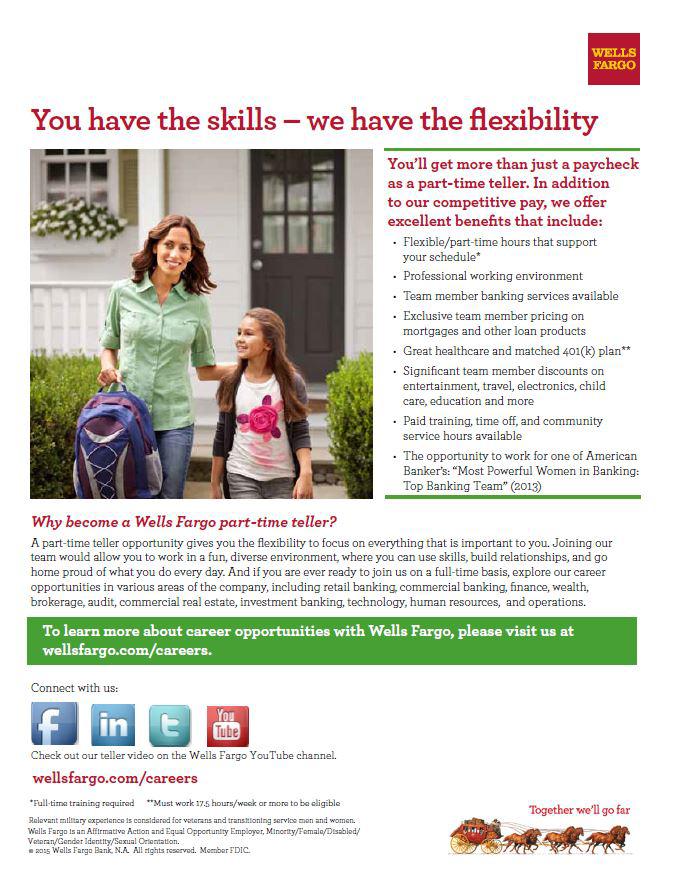 WELLS
FARGO
You have the skills – we have the flexibility
You’ll get more than just a paycheck
as a part-time teller. In addition
to our competitive pay, we offer
excellent benefits that include:
• Flexible/part-time hours that support
your schedule*
• Professional working environment
• Team member banking services available
• Exclusive team member pricing on
mortgages and other loan products
• Great healthcare and matched 401(k) plan**
• Significant team member discounts on
entertainment, travel, electronics, child
care, education and more
• Paid training, time off, and community
service hours available
• The opportunity to work for one of American
Banker’s: “Most Powerful Women in Banking:
Top Banking Team” (2013)
Why become a Wells Fargo part-time teller?
A part-time teller opportunity gives you the flexibility to focus on everything that is important to you. Joining our
team would allow you to work in a fun, diverse environment, where you can use skills, build relationships, and go
home proud of what you do every day. And if you are ever ready to join us on a full-time basis, explore our career
opportunities in various areas of the company, including retail banking, commercial banking, finance, wealth,
brokerage, audit, commercial real estate, investment banking, technology, human resources, and operations.
To learn more about career opportunities with Wells Fargo, please visit us at
wellsfargo.com/careers.
Connect with us:
f in t You
Tube
Check out our teller video on the Wells Fargo YouTube channel.
wellsfargo.com/careers
*Full-time training required **Must work 17.5 hours/week or more to be eligible
Relevant military experience is considered for veterans and transitioning service men and women.
Wells Fargo is an Affirmative Action and Equal Opportunity Employer, Minority/Female/Disabled/
Veteran/Gender Identity/Sexual Orientation.
© 2015 Wells Fargo Bank, N.A. All rights reserved. Member FDIC.
Together we’ll go far